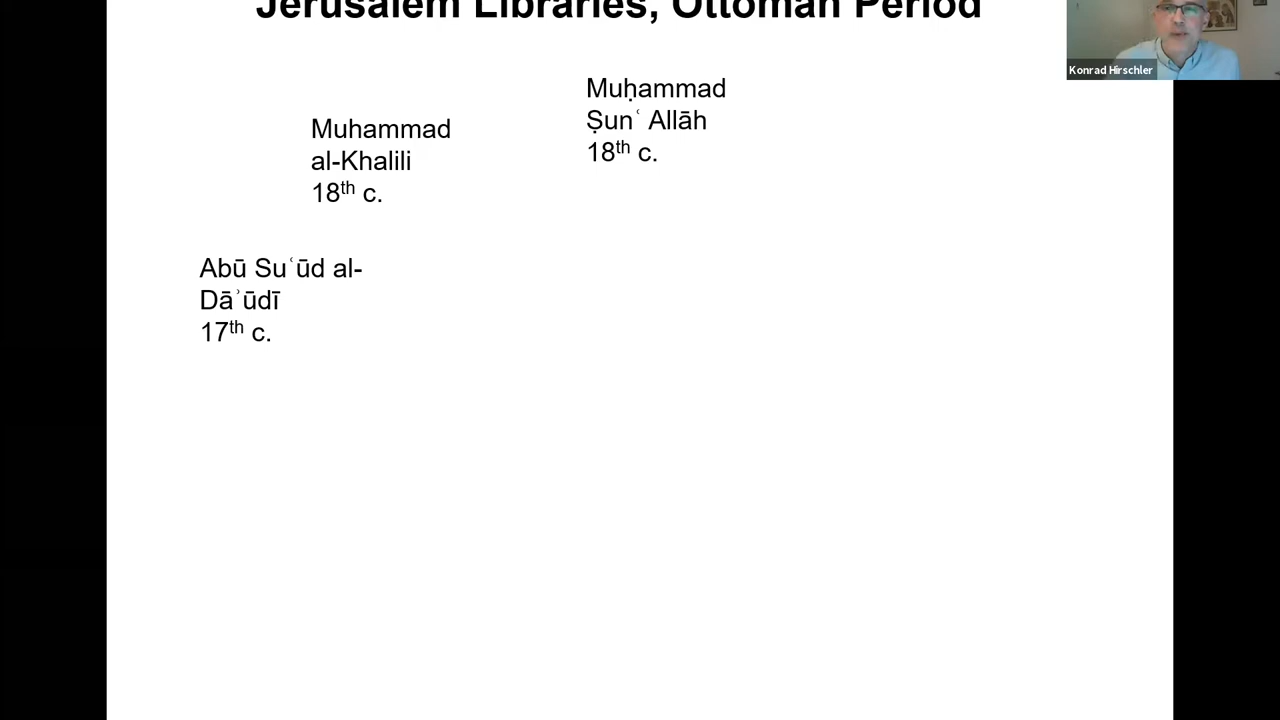 Jerusalem Libraries, Ottoman Period
Konrad Hirschler
Muḥammad
Ṣunʿ Allāh
18th c.
Muhammad
al-Khalili
18th c.
Abū Suʿūd al-
Dāʾūdī
17th c.